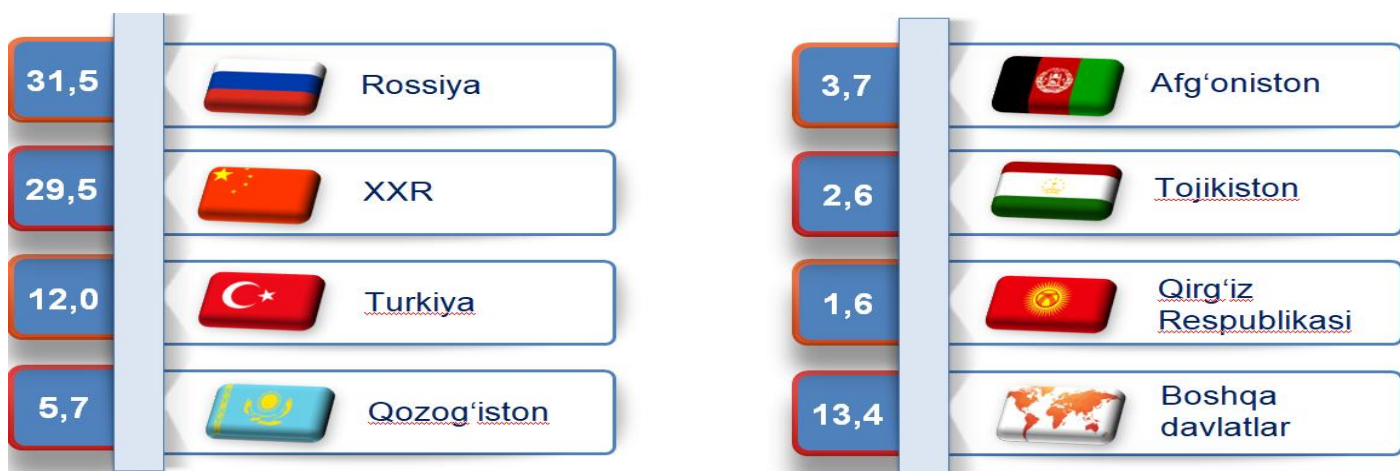 31,5
Rossiya
29,5
XXR
12,0
Turkiya
5,7
Qozog‘iston
3,7
Afg‘oniston
2,6
Tojikiston
1,6
Qirg‘iz
Respublikasi
13,4
Boshqa
davlatlar